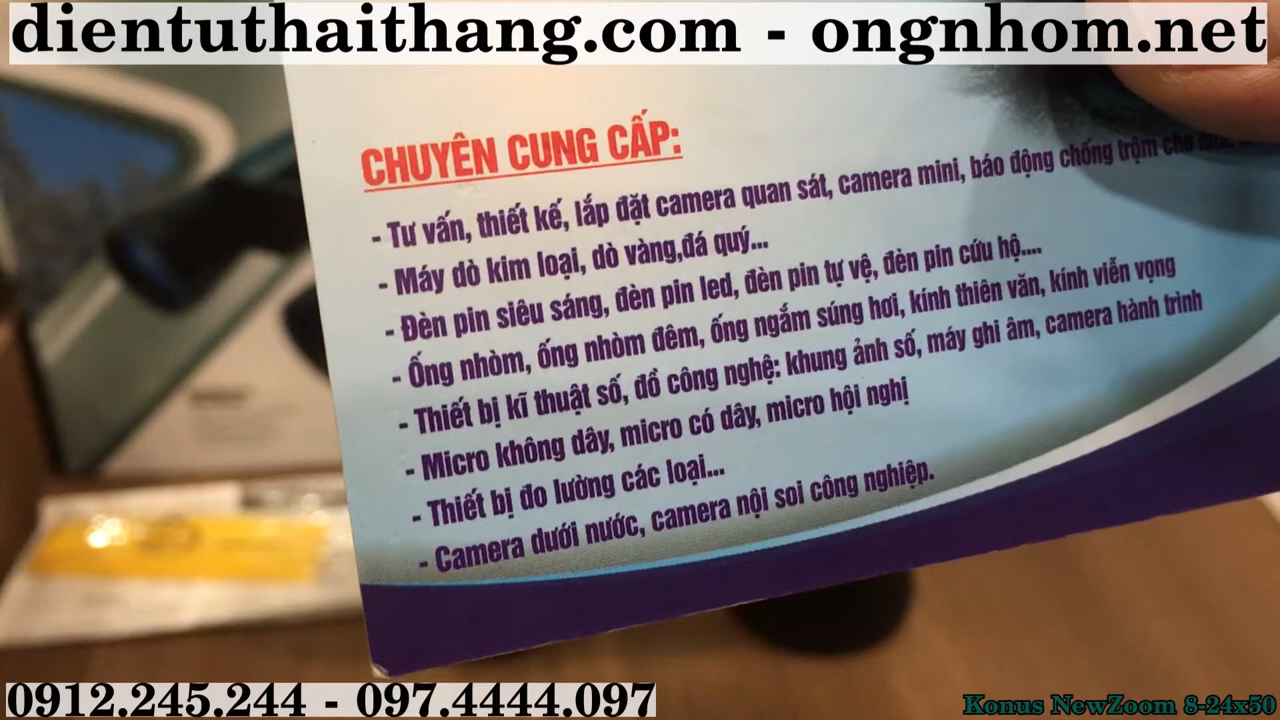 dientuthaithang.com - ongnhom.net
CHUYÊN CUNG CẤP:
- Tư vấn, thiết kế, lắp đặt camera quan sát, camera mini, báo động chống trộm cho
- Máy dò kim loại, dò vàng,đá quý...
- Đèn pin siêu sáng, đèn pin led, đèn pin tự vệ, đèn pin cứu hộ....
- Ống nhòm, ống nhòm đêm, ống ngắm súng hơi, kính thiên văn, kính viễn vọng
- Thiết bị kĩ thuật số, đồ công nghệ: khung ảnh số, máy ghi âm, camera hành trình
- Micro không dây, micro có dây, micro hội nghị
- Thiết bị đo lường các loại...
- Camera dưới nước, camera nội soi công nghiệp.
0912.245.244 - 097.4444.097
Konus NewZoom 8-24x50